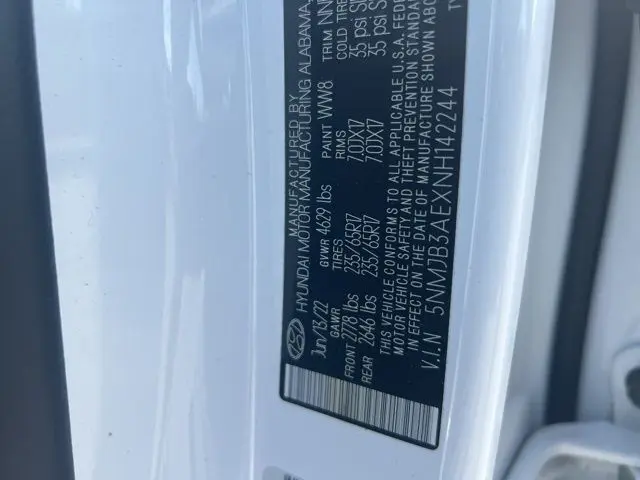 MANUFACTURED BY
HYUNDAI MOTOR MANUFACTURING ALABAMA,
Jun/13/22 GVWR 4629 lbs PAINT WW8 TRIM NN
GAWR TIRES RIMS COLD TIRE
FRONT 2778 lbs 235/65R17 7.0JX17 35 psi
REAR 2646 lbs 235/65R17 7.0JX17 35 psi
THIS VEHICLE CONFORMS TO ALL APPLICABLE U.S.A. FEDE
MOTOR VEHICLE SAFETY AND THEFT PREVENTION STANDARD
IN EFFECT ON THE DATE OF MANUFACTURE SHOWN ABOV
V.I.N 5NMJB3AEXNH142244